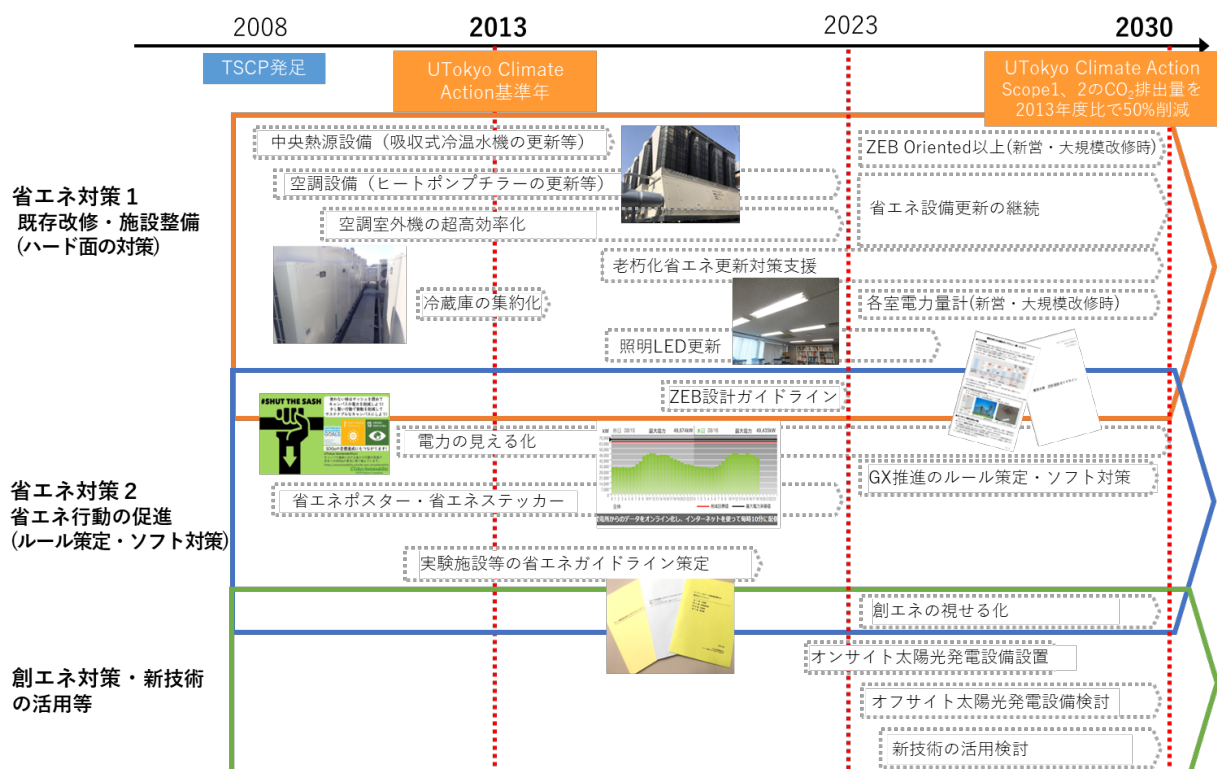 2008
2013
2023
2030
TSCP発足
UTokyo Climate
Action基準年
UTokyo Climate Action
Scope1、2のCO₂排出量を
2013年度比で50%削減
省エネ対策１
既存改修・施設整備
(ハード面の対策)
中央熱源設備（吸収式冷温水機の更新等）
空調設備（ヒートポンプチラーの更新等）
空調室外機の超高効率化
冷蔵庫の集約化
老朽化省エネ更新対策支援
照明LED更新
ZEB Oriented以上(新営・大規模改修時)
省エネ設備更新の継続
各室電力量計(新営・大規模改修時)
ZEB設計ガイドライン
省エネ対策２
省エネ行動の促進
(ルール策定・ソフト対策)
#SHUT THE SASH
電力の見える化
省エネポスター・省エネステッカー
実験施設等の省エネガイドライン策定
GX推進のルール策定・ソフト対策
創エネの視せる化
創エネ対策・新技術
の活用等
オンサイト太陽光発電設備設置
オフサイト太陽光発電設備検討
新技術の活用検討